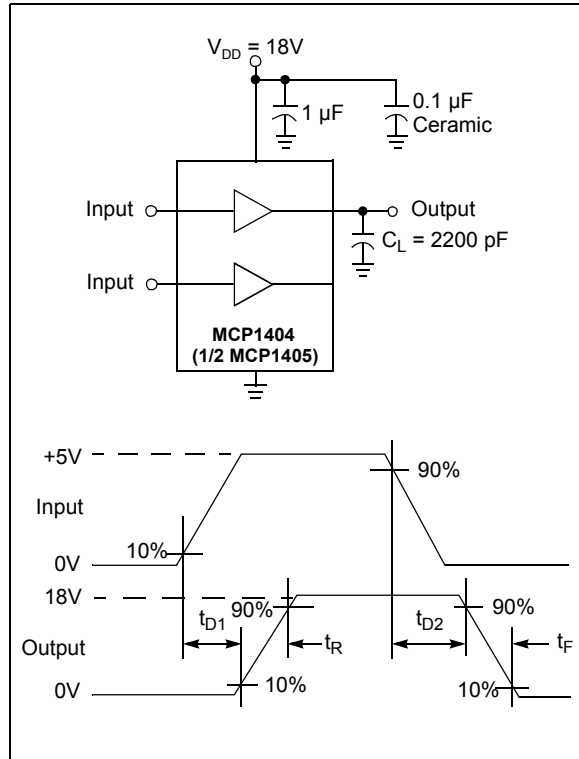 V_DD = 18V
1 µF
0.1 µF
Ceramic
Input
Output
C_L = 2200 pF
Input
MCP1404
(1/2 MCP1405)
+5V
90%
Input
10%
0V
18V
90%
90%
t_D1
t_R
t_D2
t_F
Output
10%
10%
0V